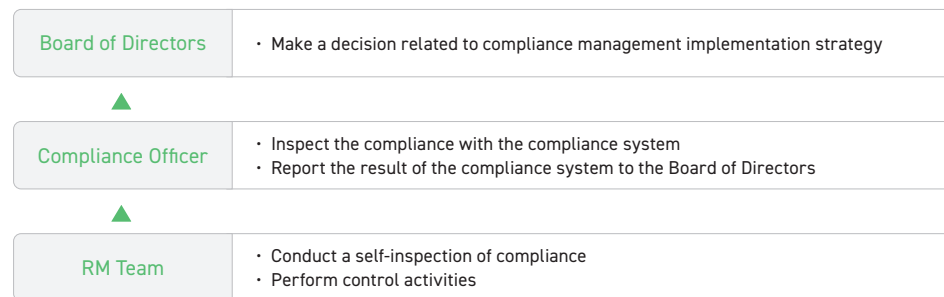 Board of Directors
· Make a decision related to compliance management implementation strategy
Compliance Officer
· Inspect the compliance with the compliance system
· Report the result of the compliance system to the Board of Directors
RM Team
· Conduct a self-inspection of compliance
· Perform control activities